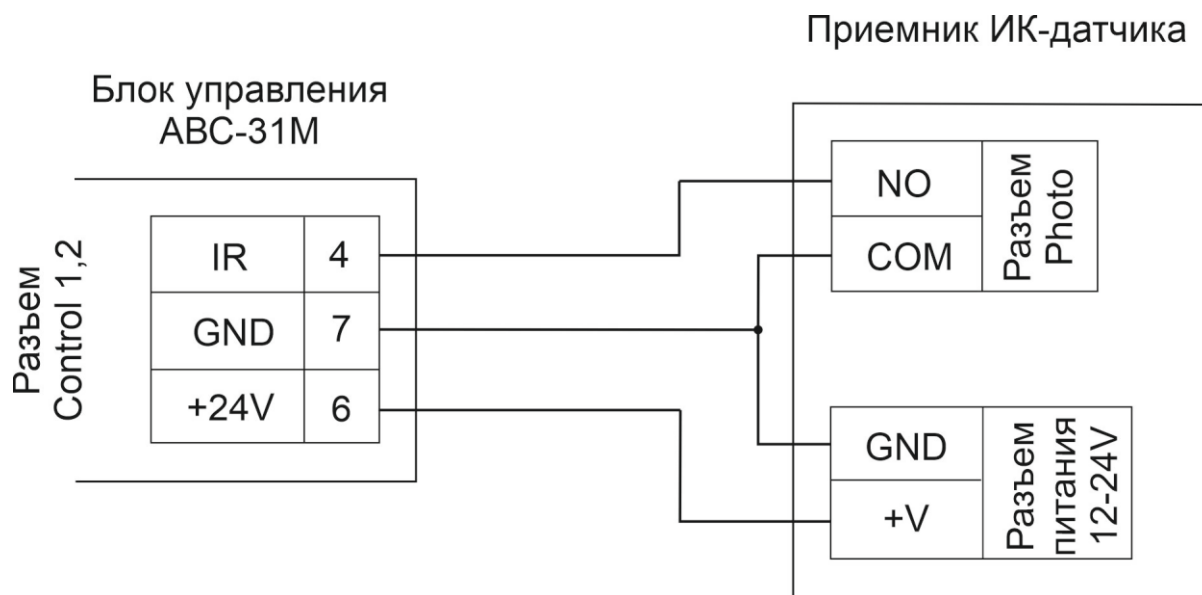 Приемник ИК-датчика
Блок управления
АВС-31М
Разъем
Control 1,2
IR 4
GND 7
+24V 6
NO
COM
Разъем
Photo
GND
+V
Разъем
питания
12-24V